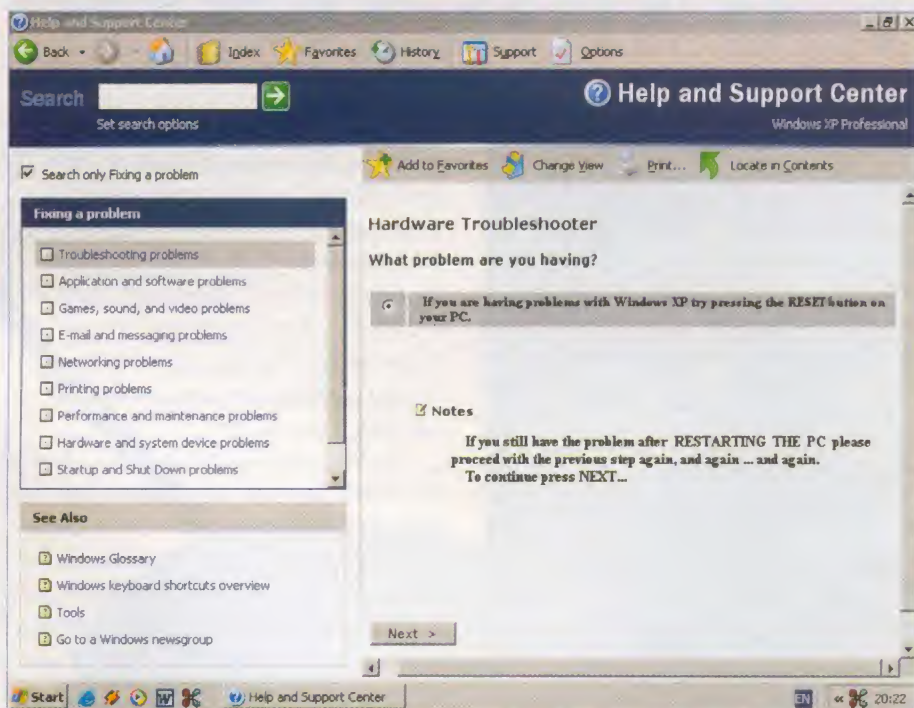 Help and Support Center
Back
Index
Favorites
History
Support
Options
Search
Set search options
Help and Support Center
Windows XP Professional
Search only Fixing a problem
Add to Favorites
Change View
Print...
Locate in Contents
Fixing a problem
Troubleshooting problems
Application and software problems
Games, sound, and video problems
E-mail and messaging problems
Networking problems
Printing problems
Performance and maintenance problems
Hardware and system device problems
Startup and Shut Down problems
See Also
Windows Glossary
Windows keyboard shortcuts overview
Tools
Go to a Windows newsgroup
Hardware Troubleshooter
What problem are you having?
If you are having problems with Windows XP try pressing the RESET button on
your PC.
Notes
If you still have the problem after RESTARTING THE PC please
proceed with the previous step again, and again ... and again.
To continue press NEXT...
Next >
Start
Help and Support Center
EN
«
20:22